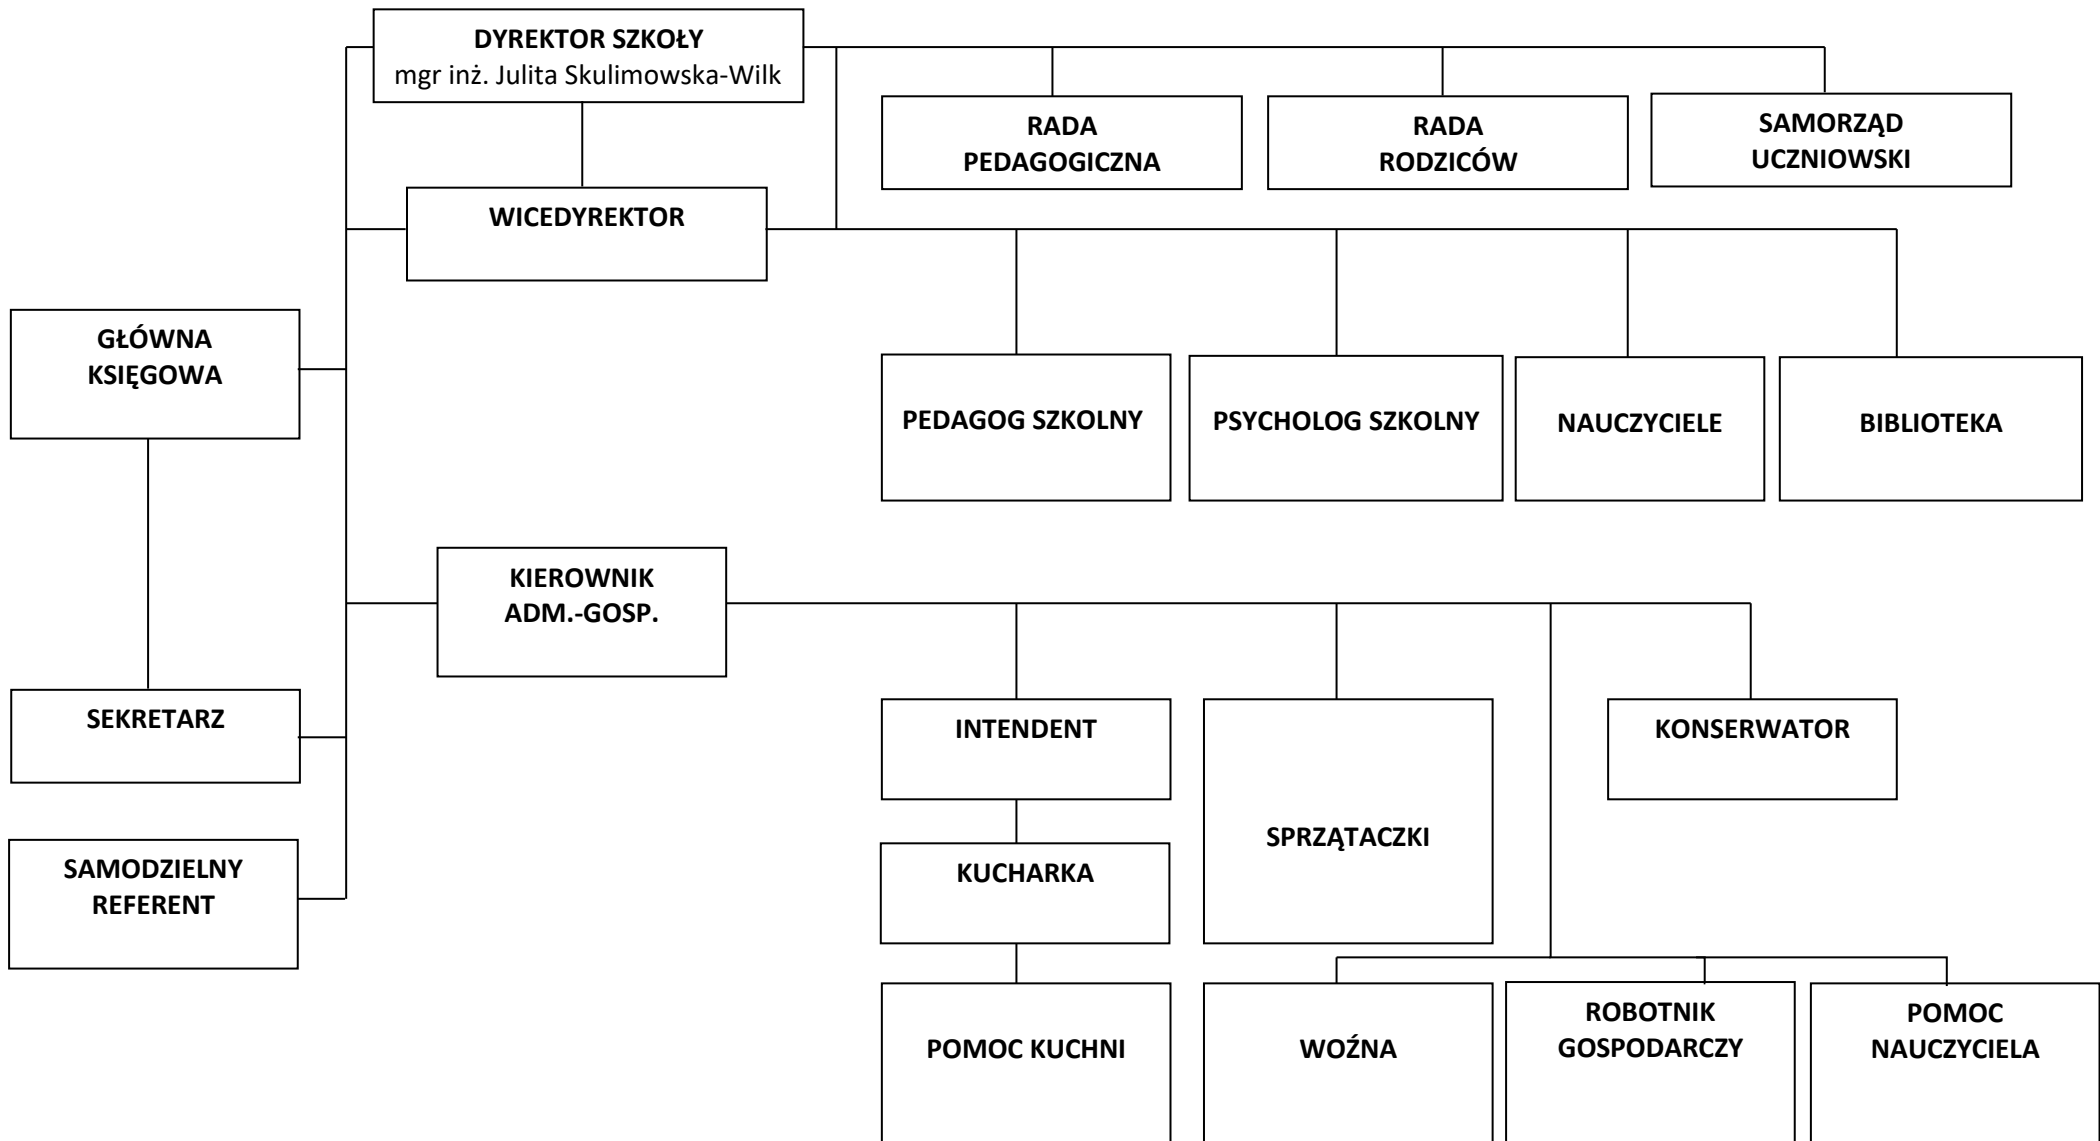 DYREKTOR SZKOŁY
mgr inż. Julita Skulimowska-Wilk
RADA
PEDAGOGICZNA
RADA
RODZICÓW
SAMORZĄD
UCZNIOWSKI
WICEDYREKTOR
GŁÓWNA
KSIĘGOWA
PEDAGOG SZKOLNY
PSYCHOLOG SZKOLNY
NAUCZYCIELE
BIBLIOTEKA
KIEROWNIK
ADM.-GOSP.
SEKRETARZ
INTENDENT
SPRZĄTACZKI
KONSERWATOR
SAMODZIELNY
REFERENT
KUCHARKA
POMOC KUCHNI
WOŹNA
ROBOTNIK
GOSPODARCZY
POMOC
NAUCZYCIELA